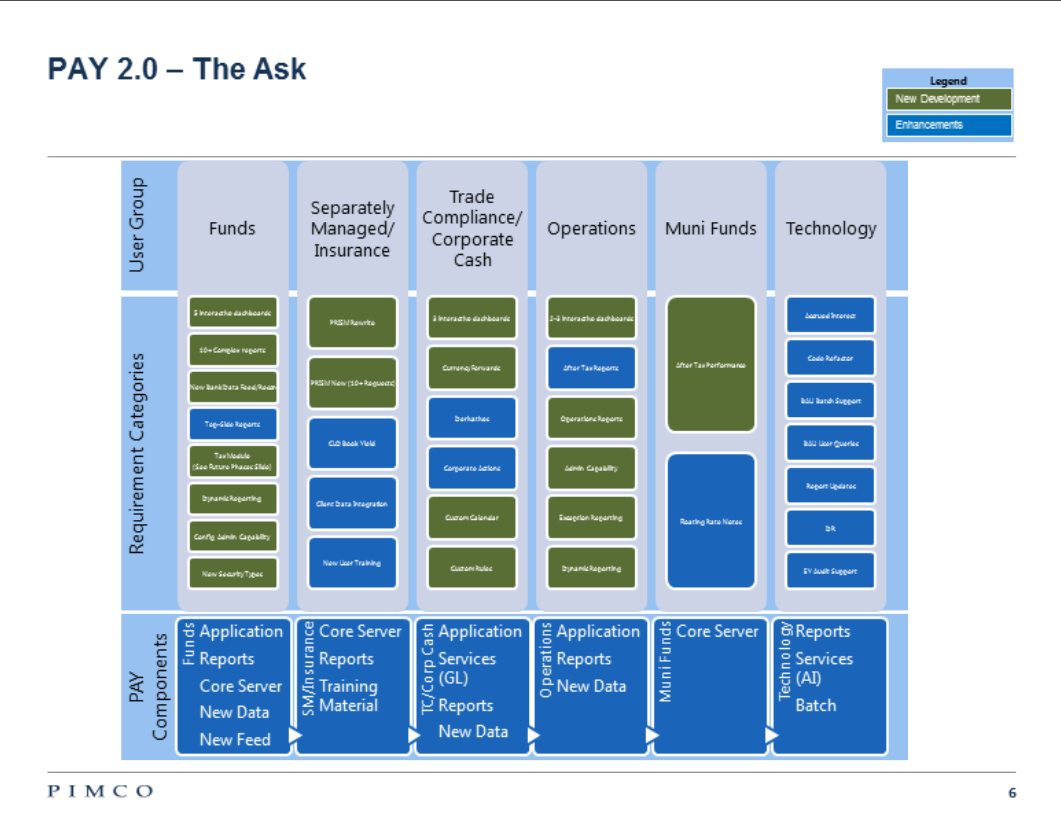 PAY 2.0 – The Ask
Legend
New Development
Enhancements
User Group
Funds
Separately
Managed/
Insurance
Trade
Compliance/
Corporate
Cash
Operations
Muni Funds
Technology
Requirement Categories
3 Interactive dashboards
10+ Complex reports
New Bank Data Feed/Recon
Tag-Side Reports
Tax Module
(See Future Phases Slide)
Dynamic Reporting
Config Admin Capability
New Security Types
PRISM Rewrite
PRISM New (10+ Requests)
CLO Book Yield
Client Data Integration
New User Training
3 Interactive dashboards
Currency Forwards
Derivatives
Corporate Actions
Custom Calendar
Custom Rules
2-3 Interactive dashboards
After Tax Reports
Operations Reports
Admin Capability
Exception Reporting
Dynamic Reporting
After Tax Performance
Floating Rate Notes
Accrued Interest
Code Refactor
BAU Batch Support
BAU User Queries
Report Updates
DR
EY Audit Support
PAY
Components
Funds
Application
Reports
Core Server
New Data
New Feed
SM/Insurance
Core Server
Reports
Training
Material
TC/Corp Cash
Application
Services
(GL)
Reports
New Data
Operations
Application
Reports
New Data
Muni Funds
Core Server
Technology
Reports
Services
(AI)
Batch
PIMCO
6